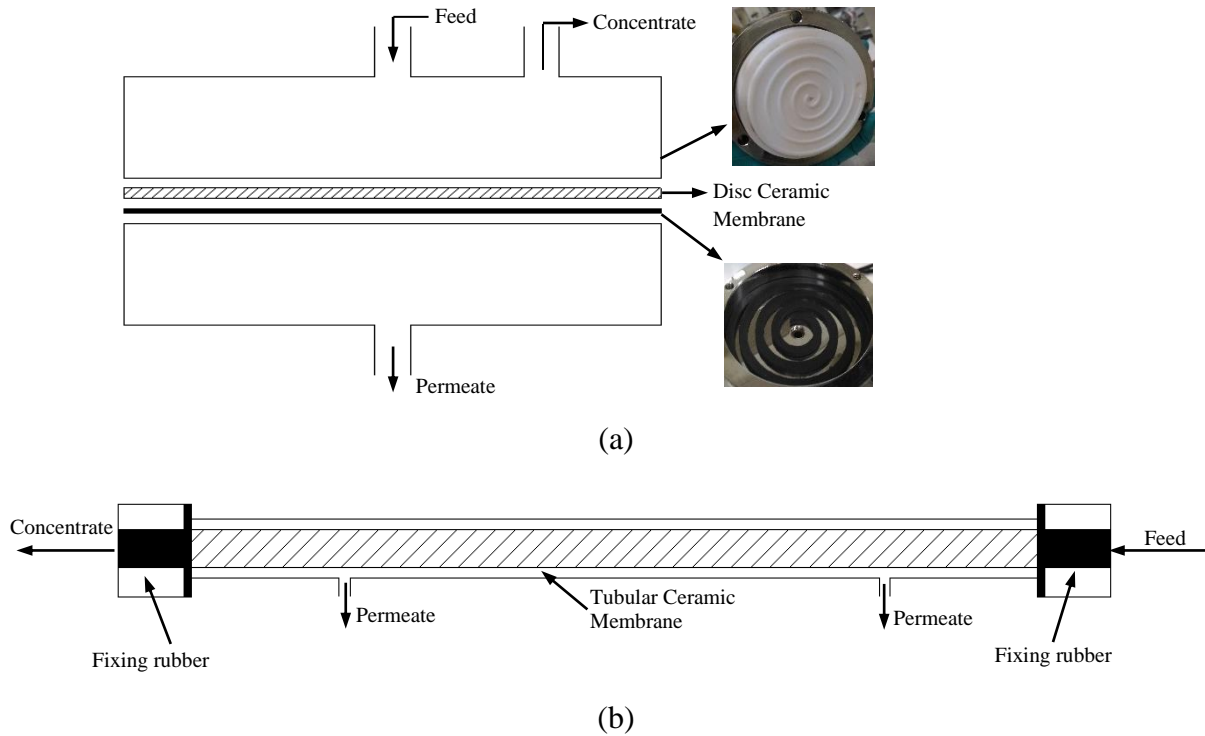 Feed
Concentrate
Disc Ceramic
Membrane
Permeate
(a)
Concentrate
Feed
Permeate
Tubular Ceramic
Membrane
Permeate
Fixing rubber
Fixing rubber
(b)